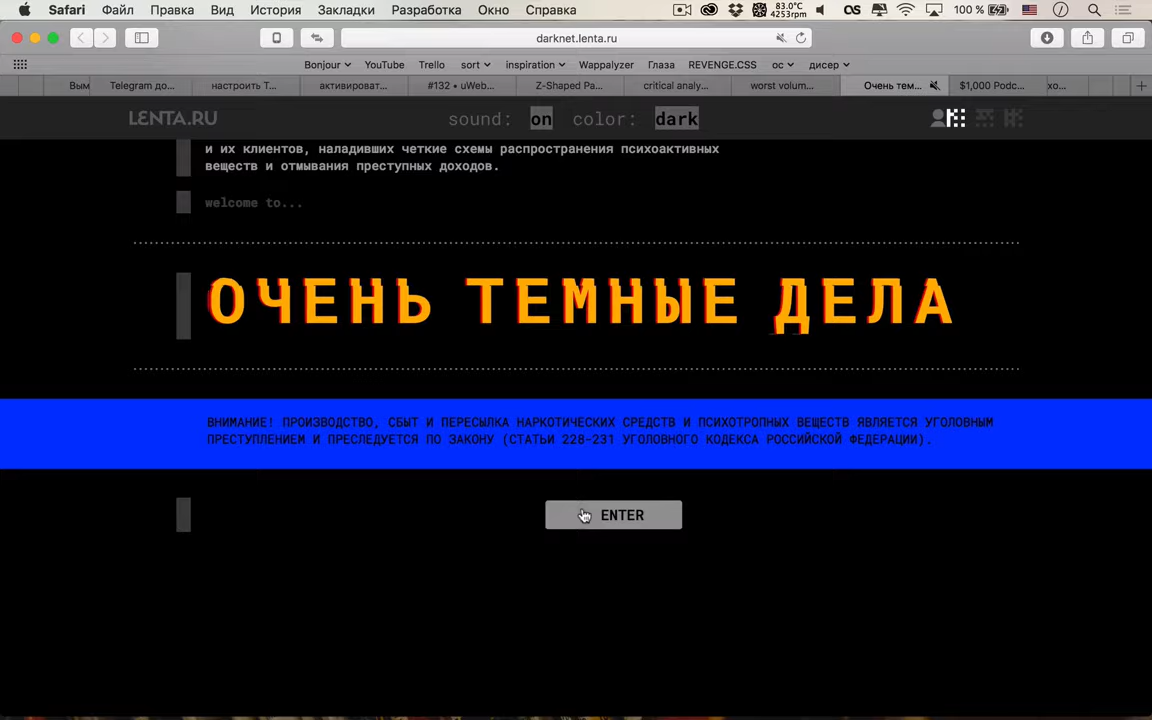 Safari Файл Правка Вид История Закладки Разработка Окно Справка 83.0°C 4253rpm 100 %
darknet.lenta.ru
Bonjour YouTube Trello sort inspiration Wappalyzer Глаза REVENGE.CSS ос дисер
Вым Telegram до... настроить T... активироват... #132 • uWeb... Z-Shaped Pa... critical analy... worst volum... Очень тем... $1,000 Podc... хо...
LENTA.RU sound: on color: dark
и их клиентов, наладивших четкие схемы распространения психоактивных
веществ и отмывания преступных доходов.
welcome to...
ОЧЕНЬ ТЕМНЫЕ ДЕЛА
ВНИМАНИЕ! ПРОИЗВОДСТВО, СБЫТ И ПЕРЕСЫЛКА НАРКОТИЧЕСКИХ СРЕДСТВ И ПСИХОТРОПНЫХ ВЕЩЕСТВ ЯВЛЯЕТСЯ УГОЛОВНЫМ
ПРЕСТУПЛЕНИЕМ И ПРЕСЛЕДУЕТСЯ ПО ЗАКОНУ (СТАТЬИ 228-231 УГОЛОВНОГО КОДЕКСА РОССИЙСКОЙ ФЕДЕРАЦИИ).
ENTER